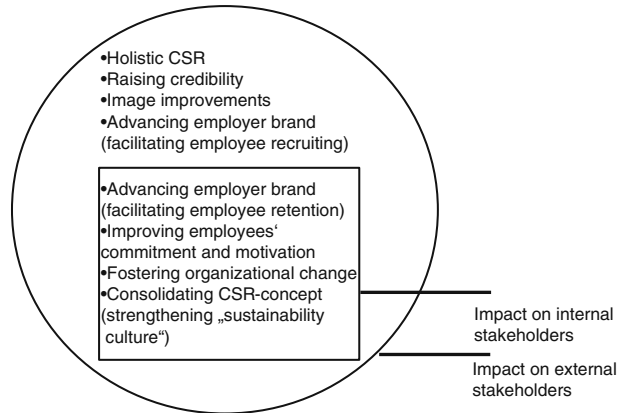 •Holistic CSR
•Raising credibility
•Image improvements
•Advancing employer brand
(facilitating employee recruiting)
•Advancing employer brand
(facilitating employee retention)
•Improving employees‘
commitment and motivation
•Fostering organizational change
•Consolidating CSR-concept
(strengthening „sustainability
culture“)
Impact on internal
stakeholders
Impact on external
stakeholders